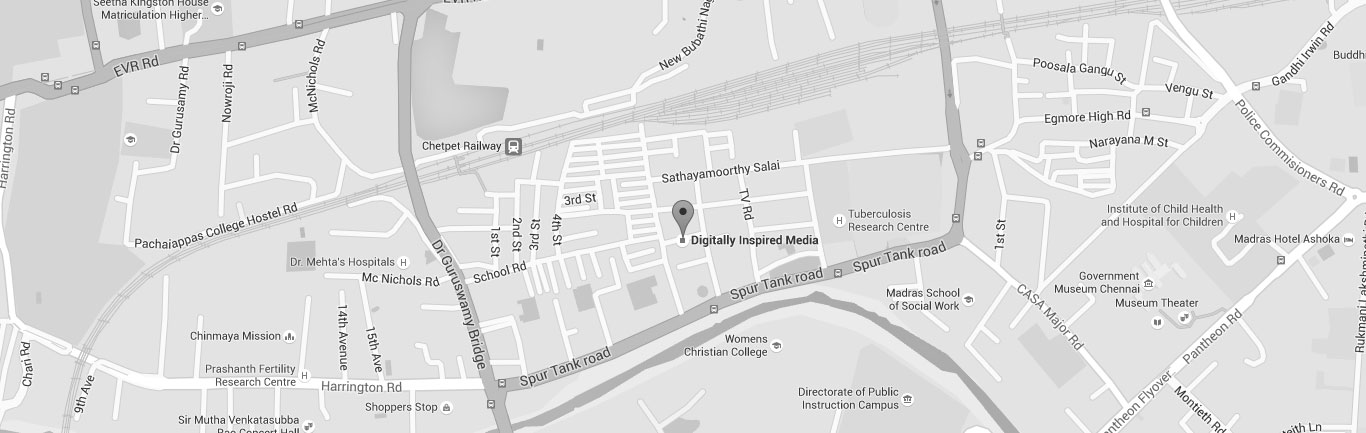 Seetha Kingston House
Matriculation Higher...
EVR Rd
Dr Gurusamy Rd
Nowroji Rd
McNichols Rd
Harrington Rd
New Bubathi Nag
Gandhi Irwin Rd
Buddh
Poosala Gangu St
Vengu St
Egmore High Rd
Narayana M St
Police Commisioners Rd
Chetpet Railway
Sathayamoorthy Salai
3rd St
TV Rd
1st St
2nd St
3rd St
4th St
Pachaiappas College Hostel Rd
Tuberculosis
Research Centre
Institute of Child Health
and Hospital for Children
Madras Hotel Ashoka
1st St
Digitally Inspired Media
Dr. Mehta's Hospitals
Mc Nichols Rd
School Rd
Dr Guruswamy Bridge
Spur Tank road
Spur Tank road
Madras School
of Social Work
Government
Museum Chennai
Museum Theater
CASA Major Rd
Pantheon Rd
14th Avenue
15th Ave
Chinmaya Mission
Womens
Christian College
Chari Rd
9th Ave
Prashanth Fertility
Research Centre
Harrington Rd
Spur Tank road
Shoppers Stop
Directorate of Public
Instruction Campus
antheon Flyover
Montieth Rd
Sir Mutha Venkatasubba